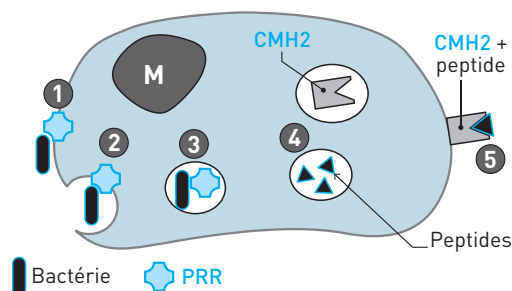 CMH2
CMH2 +
peptide
M
1
2
3
4
5
Peptides
Bactérie
PRR